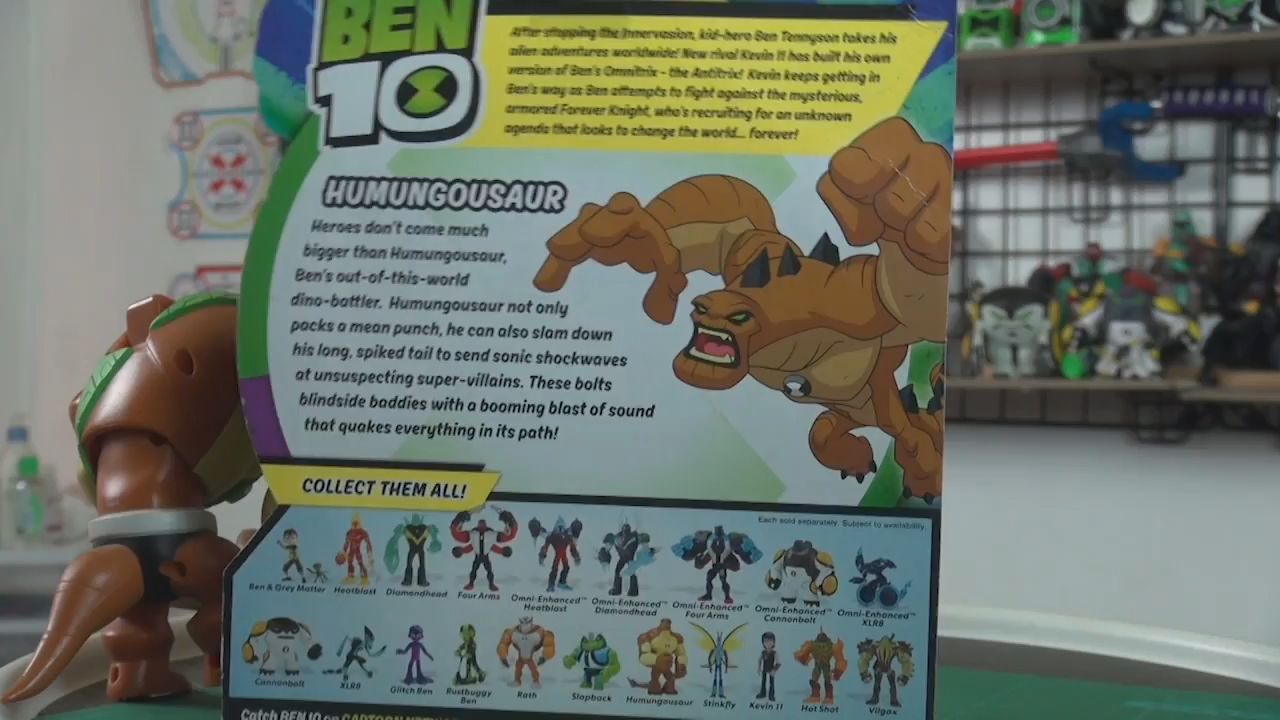 BEN
10
After stopping the Innervasion, kid-hero Ben Tennyson takes his
alien adventures worldwide! New rival Kevin 11 has built his own
version of Ben's Omnitrix - the Antitrix! Kevin keeps getting in
Ben's way as Ben attempts to fight against the mysterious,
armored Forever Knight, who's recruiting for an unknown
agenda that looks to change the world... forever!
HUMUNGOUSAUR
Heroes don't come much
bigger than Humungousaur,
Ben's out-of-this-world
dino-battler. Humungousaur not only
packs a mean punch, he can also slam down
his long, spiked tail to send sonic shockwaves
at unsuspecting super-villains. These bolts
blindside baddies with a booming blast of sound
that quakes everything in its path!
COLLECT THEM ALL!
Each sold separately. Subject to availability.
Ben & Grey Matter
Heatblast
Diamondhead
Four Arms
Omni-Enhanced™
Heatblast
Omni-Enhanced™
Diamondhead
Omni-Enhanced™
Four Arms
Omni-Enhanced™
Cannonbolt
Omni-Enhanced™
XLR8
Cannonbolt
XLR8
Glitch Ben
Rustbuggy
Ben
Rath
Slapback
Humungousaur
Stinkfly
Kevin 11
Hot Shot
Vilgax
Catch BEN 10 on CARTOON